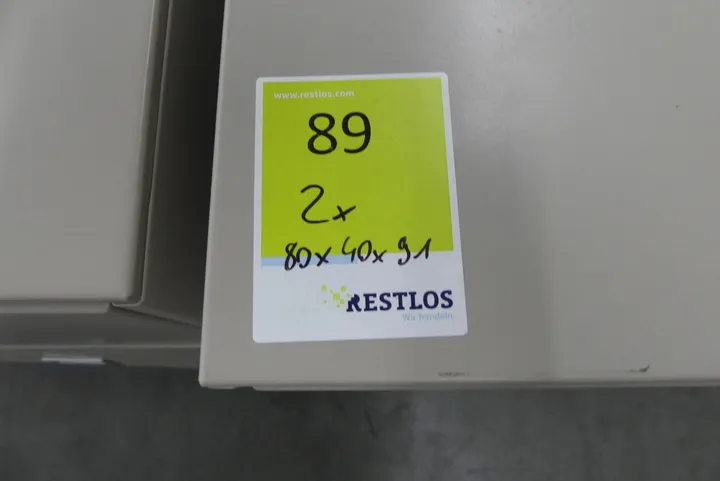 www.restlos.com
89
2x
80x40x91
RESTLOS
Wir handeln